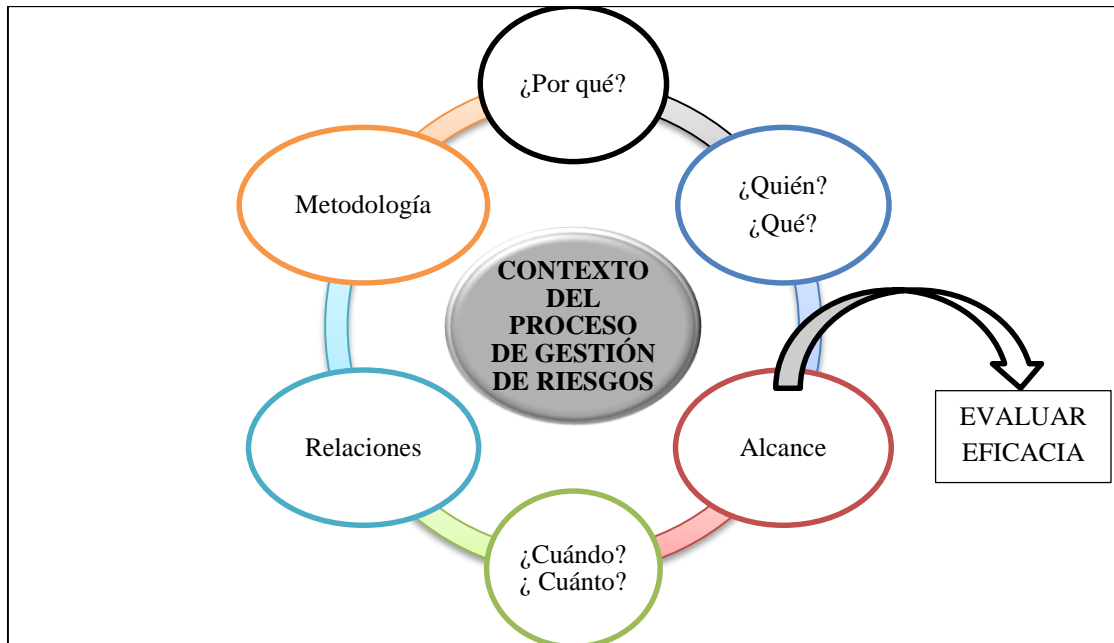 ¿Por qué?
¿Quién?
¿Qué?
Metodología
CONTEXTO
DEL
PROCESO
DE GESTIÓN
DE RIESGOS
EVALUAR
EFICACIA
Relaciones
Alcance
¿Cuándo?
¿ Cuánto?